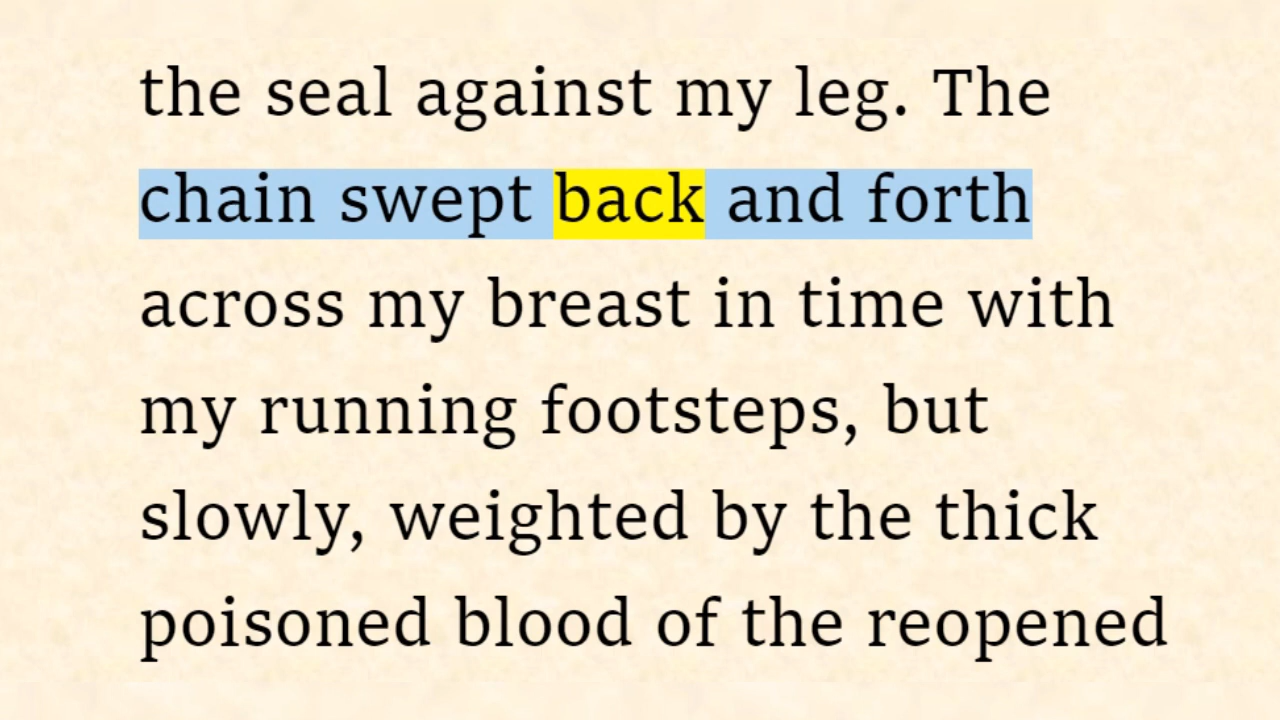 the seal against my leg. The
chain swept back and forth
across my breast in time with
my running footsteps, but
slowly, weighted by the thick
poisoned blood of the reopened